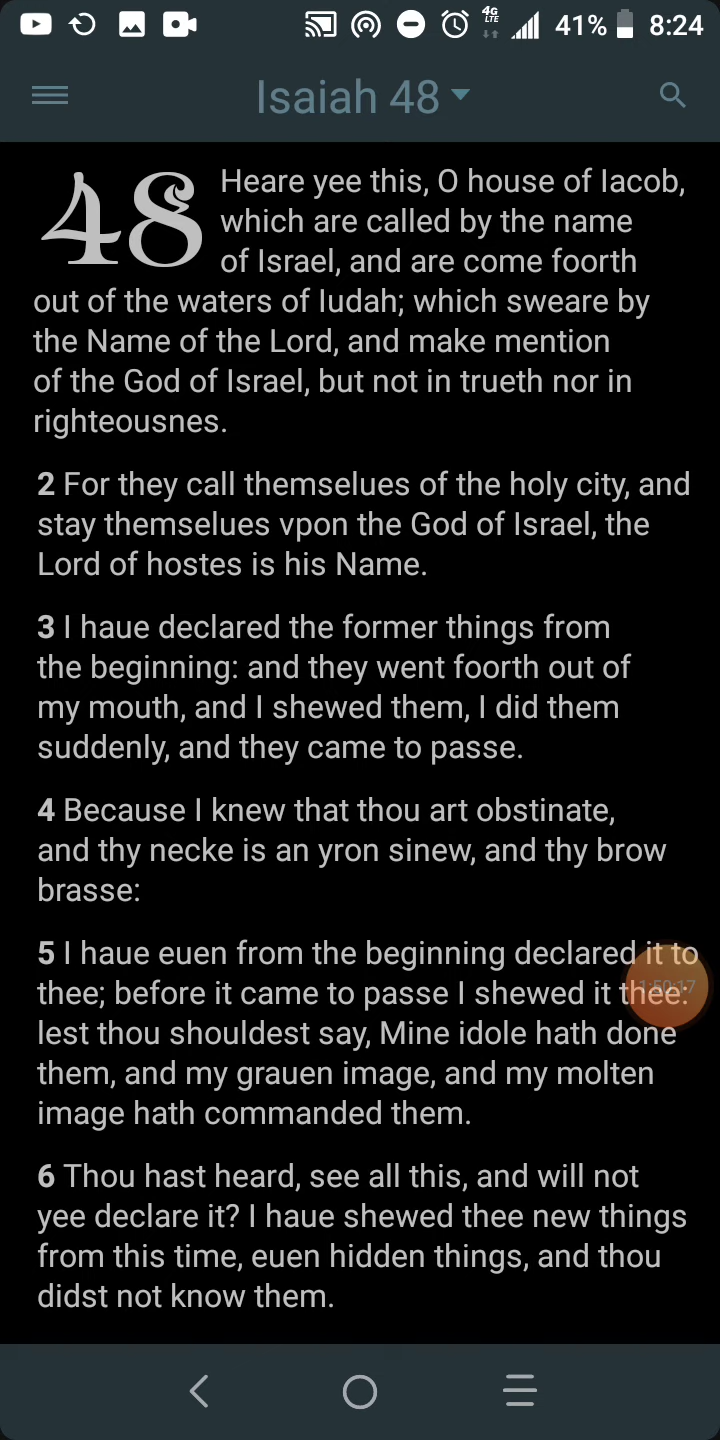 4G
LTE
41%
8:24
Isaiah 48
48 Heare yee this, O house of Iacob,
which are called by the name
of Israel, and are come foorth
out of the waters of Iudah; which sweare by
the Name of the Lord, and make mention
of the God of Israel, but not in trueth nor in
righteousnes.
2 For they call themselues of the holy city, and
stay themselues vpon the God of Israel, the
Lord of hostes is his Name.
3 I haue declared the former things from
the beginning: and they went foorth out of
my mouth, and I shewed them, I did them
suddenly, and they came to passe.
4 Because I knew that thou art obstinate,
and thy necke is an yron sinew, and thy brow
brasse:
5 I haue euen from the beginning declared it to
thee; before it came to passe I shewed it thee:
1:50:17
lest thou shouldest say, Mine idole hath done
them, and my grauen image, and my molten
image hath commanded them.
6 Thou hast heard, see all this, and will not
yee declare it? I haue shewed thee new things
from this time, euen hidden things, and thou
didst not know them.